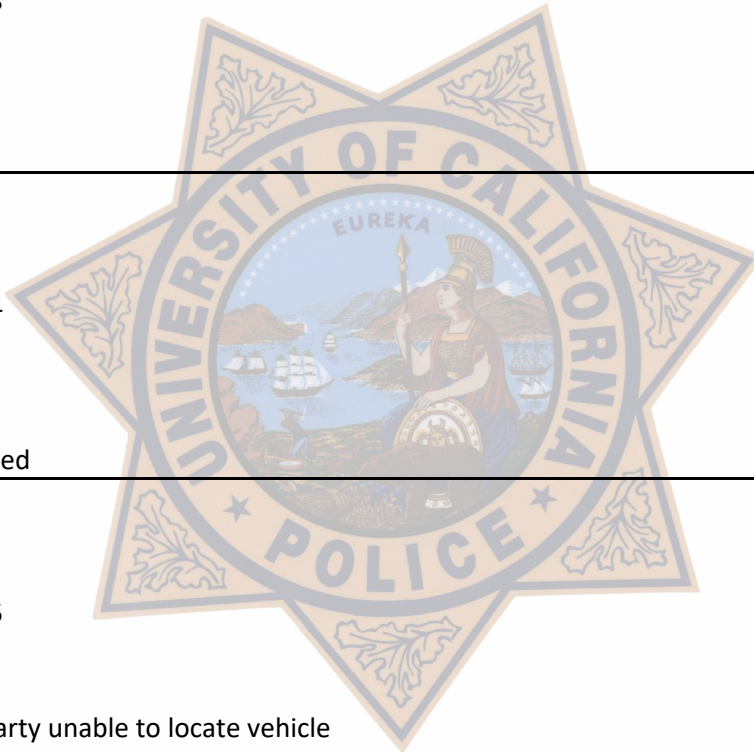 UNIVERSITY OF CALIFORNIA
EUREKA
ed
POLICE
arty unable to locate vehicle